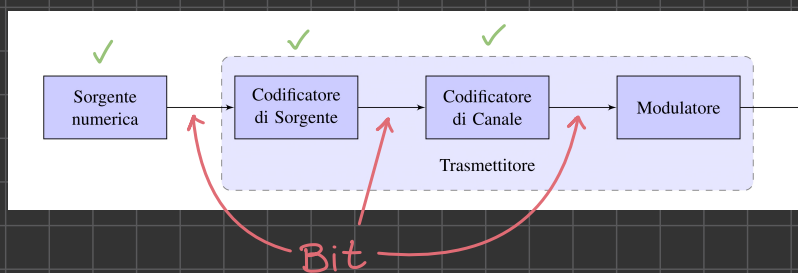 Sorgente
numerica
Codificatore
di Sorgente
Codificatore
di Canale
Modulatore
Trasmettitore
Bit